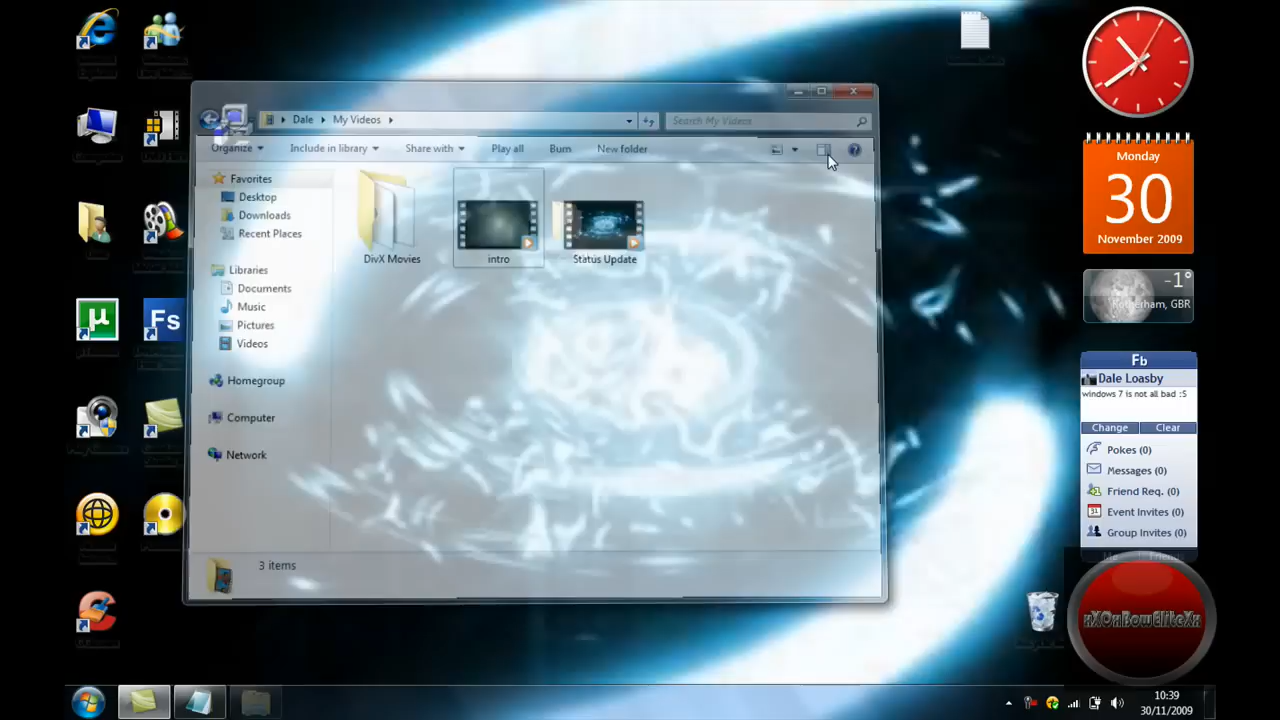 Dale
My Videos
Search My Videos
Organize
Include in library
Share with
Play all
Burn
New folder
Favorites
Desktop
Downloads
Recent Places
Libraries
Documents
Music
Pictures
Videos
Homegroup
Computer
Network
DivX Movies
intro
Status Update
3 items
µ
Fs
Monday
30
November 2009
-1°
Rotherham, GBR
Fb
Dale Loasby
windows 7 is not all bad :S
Change
Clear
Pokes (0)
Messages (0)
Friend Req. (0)
31
Event Invites (0)
Group Invites (0)
xXOxBowEliteXx
10:39
30/11/2009